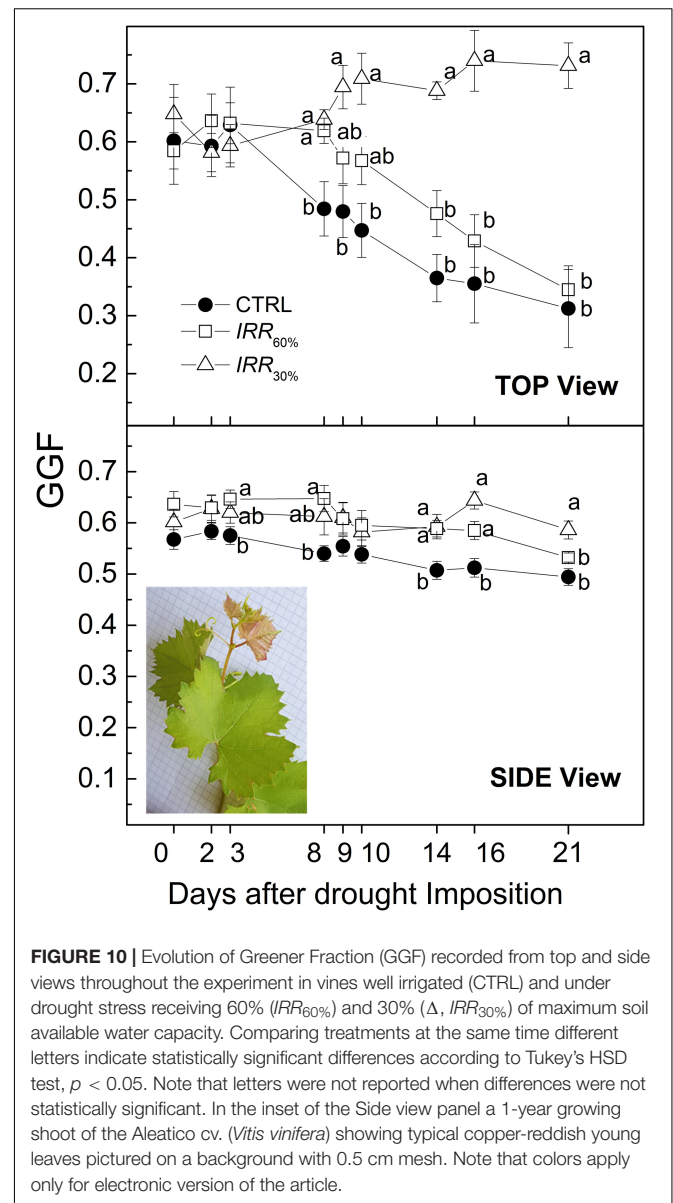 a
a
a
a
a
0.7
a
ab
0.6
a
ab
b
b
0.5
b
b
b
b
0.4
b
b
b
CTRL
b
0.3
IRR60%
IRR30%
0.2
TOP View
GGF
0.7
a
a
a
a
a
0.6
ab
ab
a
a
b
b
b
0.5
b
b
b
0.4
0.3
0.2
0.1
SIDE View
0 2 3 8 9 10 14 16 21
Days after drought Imposition
FIGURE 10 | Evolution of Greener Fraction (GGF) recorded from top and side
views throughout the experiment in vines well irrigated (CTRL) and under
drought stress receiving 60% (IRR60%) and 30% (Δ, IRR30%) of maximum soil
available water capacity. Comparing treatments at the same time different
letters indicate statistically significant differences according to Tukey's HSD
test, p < 0.05. Note that letters were not reported when differences were not
statistically significant. In the inset of the Side view panel a 1-year growing
shoot of the Aleatico cv. (Vitis vinifera) showing typical copper-reddish young
leaves pictured on a background with 0.5 cm mesh. Note that colors apply
only for electronic version of the article.